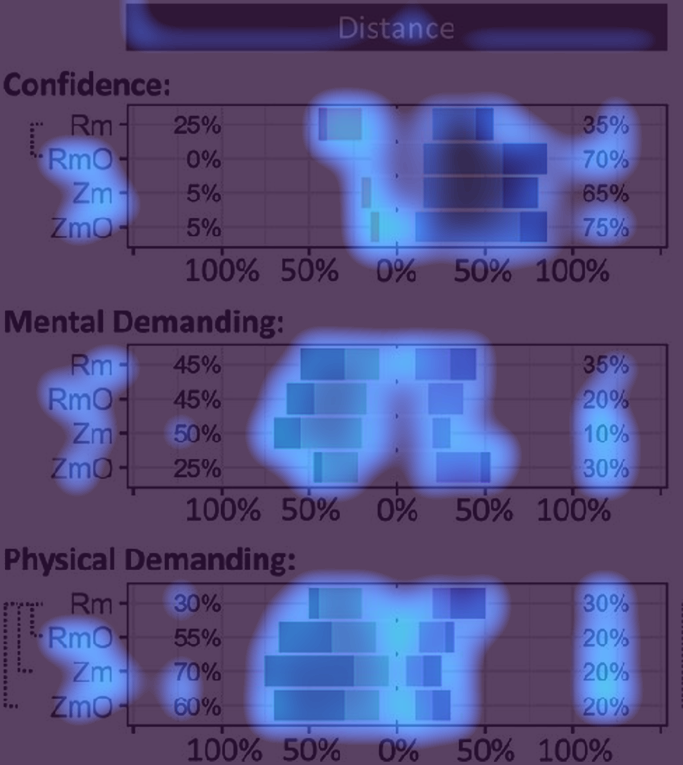 Distance
Confidence:
Rm 25% 35%
RmO 0% 70%
Zm 5% 65%
ZmO 5% 75%
100% 50% 0% 50% 100%
Mental Demanding:
Rm 45% 35%
RmO 45% 20%
Zm 50% 10%
ZmO 25% 30%
100% 50% 0% 50% 100%
Physical Demanding:
Rm 30% 30%
RmO 55% 20%
Zm 70% 20%
ZmO 60% 20%
100% 50% 0% 50% 100%